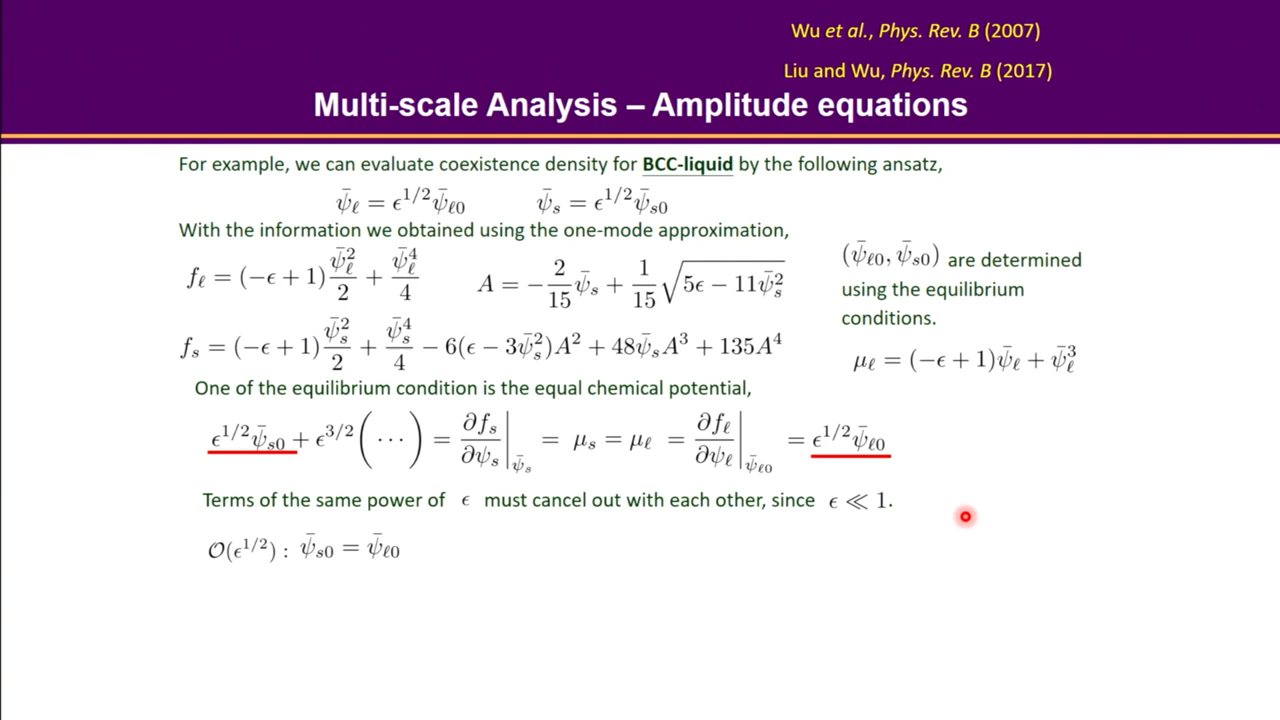 Wu et al., Phys. Rev. B (2007)
Liu and Wu, Phys. Rev. B (2017)
Multi-scale Analysis – Amplitude equations
For example, we can evaluate coexistence density for BCC-liquid by the following ansatz,
ψ̄_ℓ = ϵ^{1/2} ψ̄_{ℓ0}    ψ̄_s = ϵ^{1/2} ψ̄_{s0}
With the information we obtained using the one-mode approximation,
f_ℓ = (−ϵ + 1) ψ̄_ℓ^2/2 + ψ̄_ℓ^4/4    A = −2/15 ψ̄_s + 1/15 √(5ϵ − 11ψ̄_s^2)
f_s = (−ϵ + 1) ψ̄_s^2/2 + ψ̄_s^4/4 − 6(ϵ − 3ψ̄_s^2)A^2 + 48ψ̄_s A^3 + 135A^4
(ψ̄_{ℓ0}, ψ̄_{s0}) are determined
using the equilibrium
conditions.
μ_ℓ = (−ϵ + 1)ψ̄_ℓ + ψ̄_ℓ^3
One of the equilibrium condition is the equal chemical potential,
ϵ^{1/2} ψ̄_{s0} + ϵ^{3/2} (⋯) = ∂f_s/∂ψ_s |_{ψ̄_s} = μ_s = μ_ℓ = ∂f_ℓ/∂ψ_ℓ |_{ψ̄_{ℓ0}} = ϵ^{1/2} ψ̄_{ℓ0}
Terms of the same power of ϵ must cancel out with each other, since ϵ ≪ 1.
𝒪(ϵ^{1/2}) : ψ̄_{s0} = ψ̄_{ℓ0}